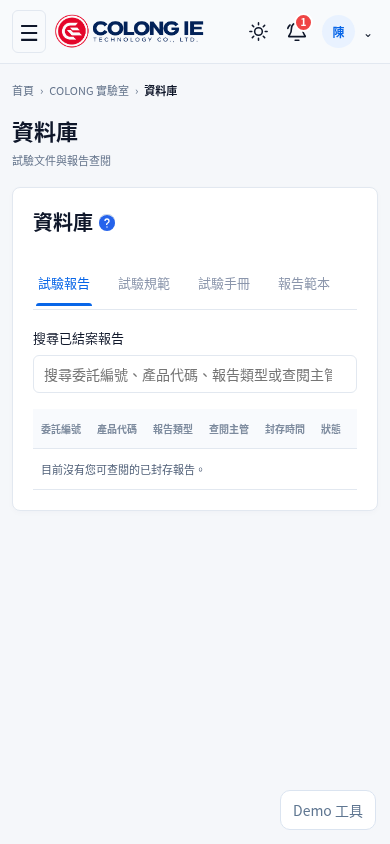 COLONG IE
TECHNOLOGY CO., LTD.
1
陳
首頁 › COLONG 實驗室 › 資料庫
資料庫
試驗文件與報告查閱
資料庫 ?
試驗報告 試驗規範 試驗手冊 報告範本
搜尋已結案報告
搜尋委託編號、產品代碼、報告類型或查閱主管
委託編號 產品代碼 報告類型 查閱主管 封存時間 狀態
目前沒有您可查閱的已封存報告。
Demo 工具